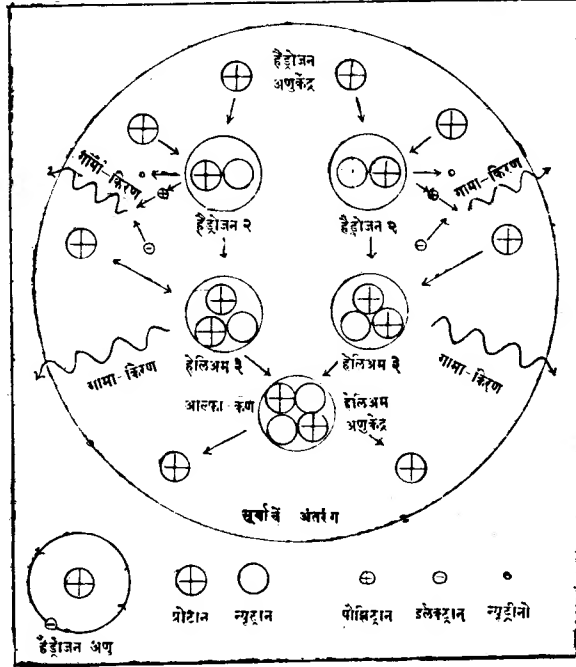 हैड्रोजन
अणुकेंद्र
गामा-किरण
गामा-किरण
हैड्रोजन २
हैड्रोजन २
हेलिअम ३
हेलिअम ३
गामा-किरण
गामा-किरण
आल्फा-कण
हेलिअम
अणुकेंद्र
सूर्याचें अंतरंग
हैड्रोजन अणु
प्रोटान
न्यूट्रान
पॉझिट्रान
इलेक्ट्रान
न्यूट्रीनो